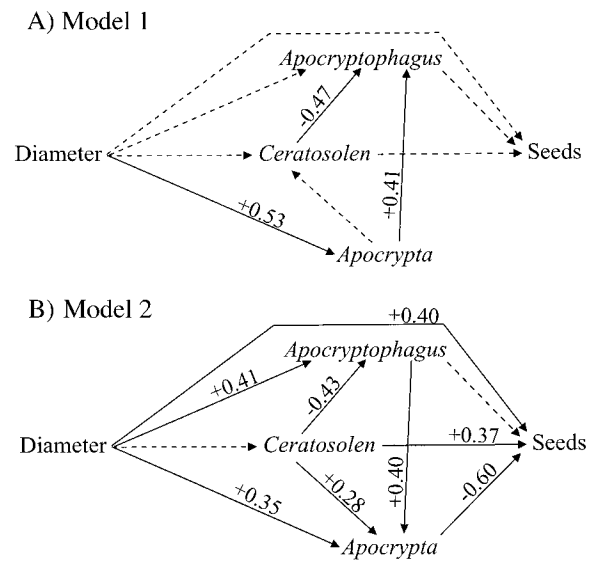 A) Model 1
Apocryptophagus
-0.47
Diameter
Ceratosolen
Seeds
+0.41
+0.53
Apocrypta
B) Model 2
+0.40
Apocryptophagus
+0.41
-0.43
Diameter
Ceratosolen
+0.37
Seeds
+0.40
+0.28
-0.60
+0.35
Apocrypta